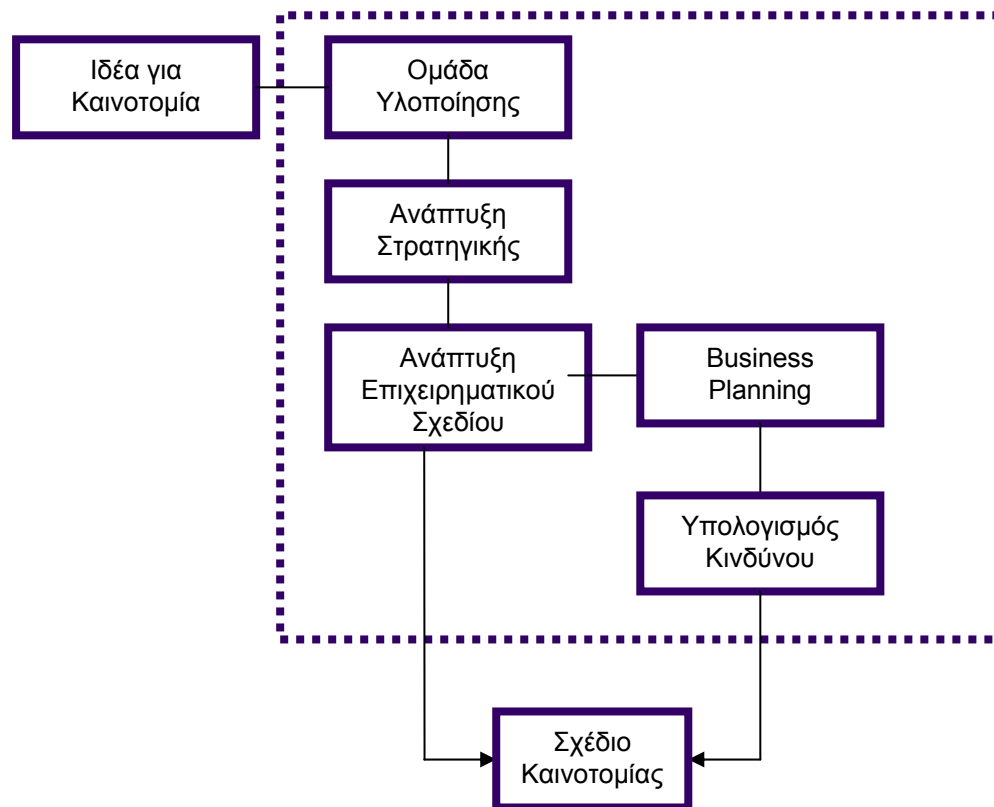 Ιδέα για
Καινοτομία
Ομάδα
Υλοποίησης
Ανάπτυξη
Στρατηγικής
Ανάπτυξη
Επιχειρηματικού
Σχεδίου
Business
Planning
Υπολογισμός
Κινδύνου
Σχέδιο
Καινοτομίας